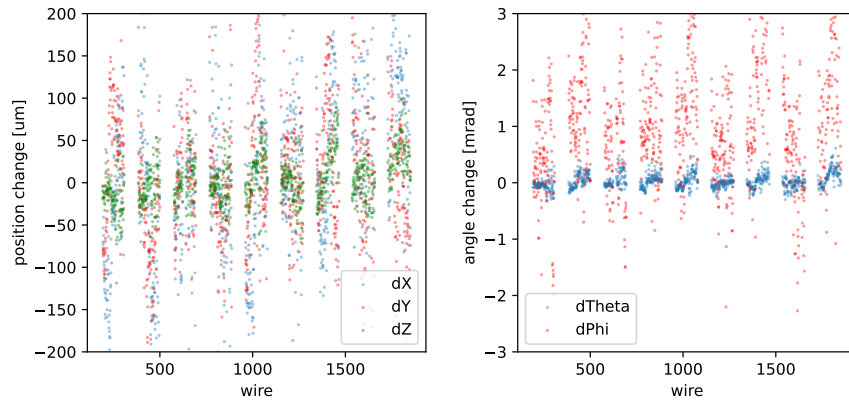 position change [um]
200
150
100
50
0
−50
−100
−150
−200
500
1000
1500
wire
dX
dY
dZ
angle change [mrad]
3
2
1
0
−1
−2
−3
500
1000
1500
wire
dTheta
dPhi